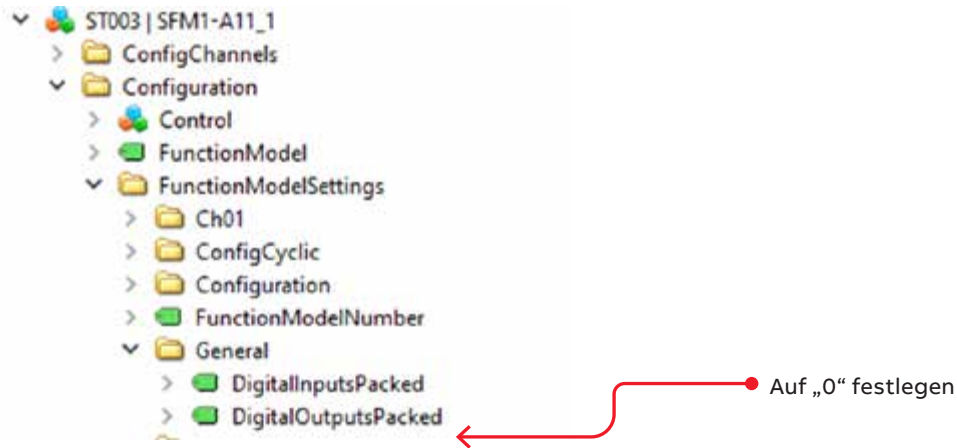 ST003 | SFM1-A11_1
ConfigChannels
Configuration
Control
FunctionModel
FunctionModelSettings
Ch01
ConfigCyclic
Configuration
FunctionModelNumber
General
DigitalInputsPacked
DigitalOutputsPacked
Auf „0“ festlegen